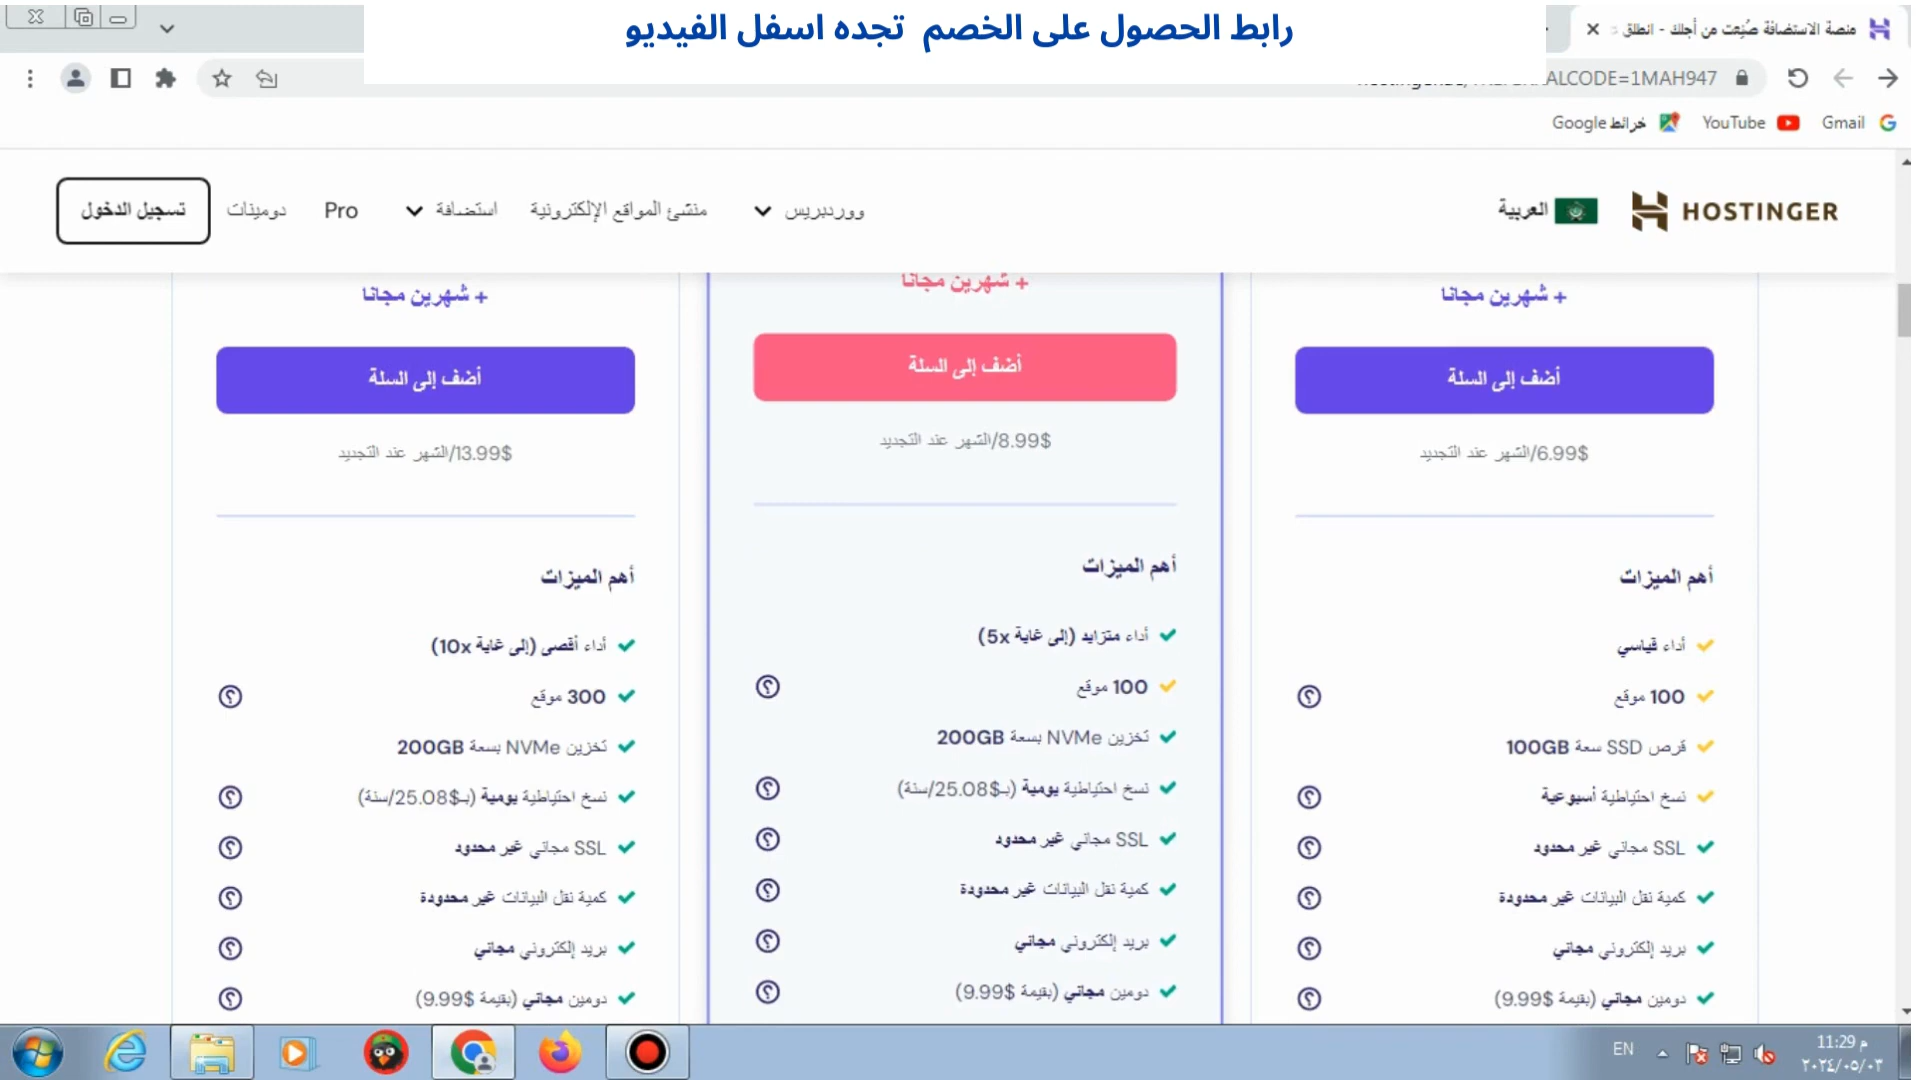 رابط الحصول على الخصم تجده اسفل الفيديو
منصة الاستضافة صُنِعت من أجلك - انطلق
ALCODE=1MAH947
Gmail
YouTube
خرائط Google
HOSTINGER
العربية
ووردبريس
منشئ المواقع الإلكترونية
استضافة
Pro
دومينات
تسجيل الدخول
+ شهرين مجانا
أضف إلى السلة
6.99$/الشهر عند التجديد
أهم الميزات
أداء قياسي
100 موقع
قرص SSD سعة 100GB
نسخ احتياطية أسبوعية
SSL مجاني غير محدود
كمية نقل البيانات غير محدودة
بريد إلكتروني مجاني
دومين مجاني (بقيمة 9.99$)
+ شهرين مجانا
أضف إلى السلة
8.99$/الشهر عند التجديد
أهم الميزات
أداء متزايد (إلى غاية 5x)
100 موقع
تخزين NVMe بسعة 200GB
نسخ احتياطية يومية (بـ25.08$/سنة)
SSL مجاني غير محدود
كمية نقل البيانات غير محدودة
بريد إلكتروني مجاني
دومين مجاني (بقيمة 9.99$)
+ شهرين مجانا
أضف إلى السلة
13.99$/الشهر عند التجديد
أهم الميزات
أداء أقصى (إلى غاية 10x)
300 موقع
تخزين NVMe بسعة 200GB
نسخ احتياطية يومية (بـ25.08$/سنة)
SSL مجاني غير محدود
كمية نقل البيانات غير محدودة
بريد إلكتروني مجاني
دومين مجاني (بقيمة 9.99$)
EN
11:29 م
٢٠٢٤/٠٥/٠٣